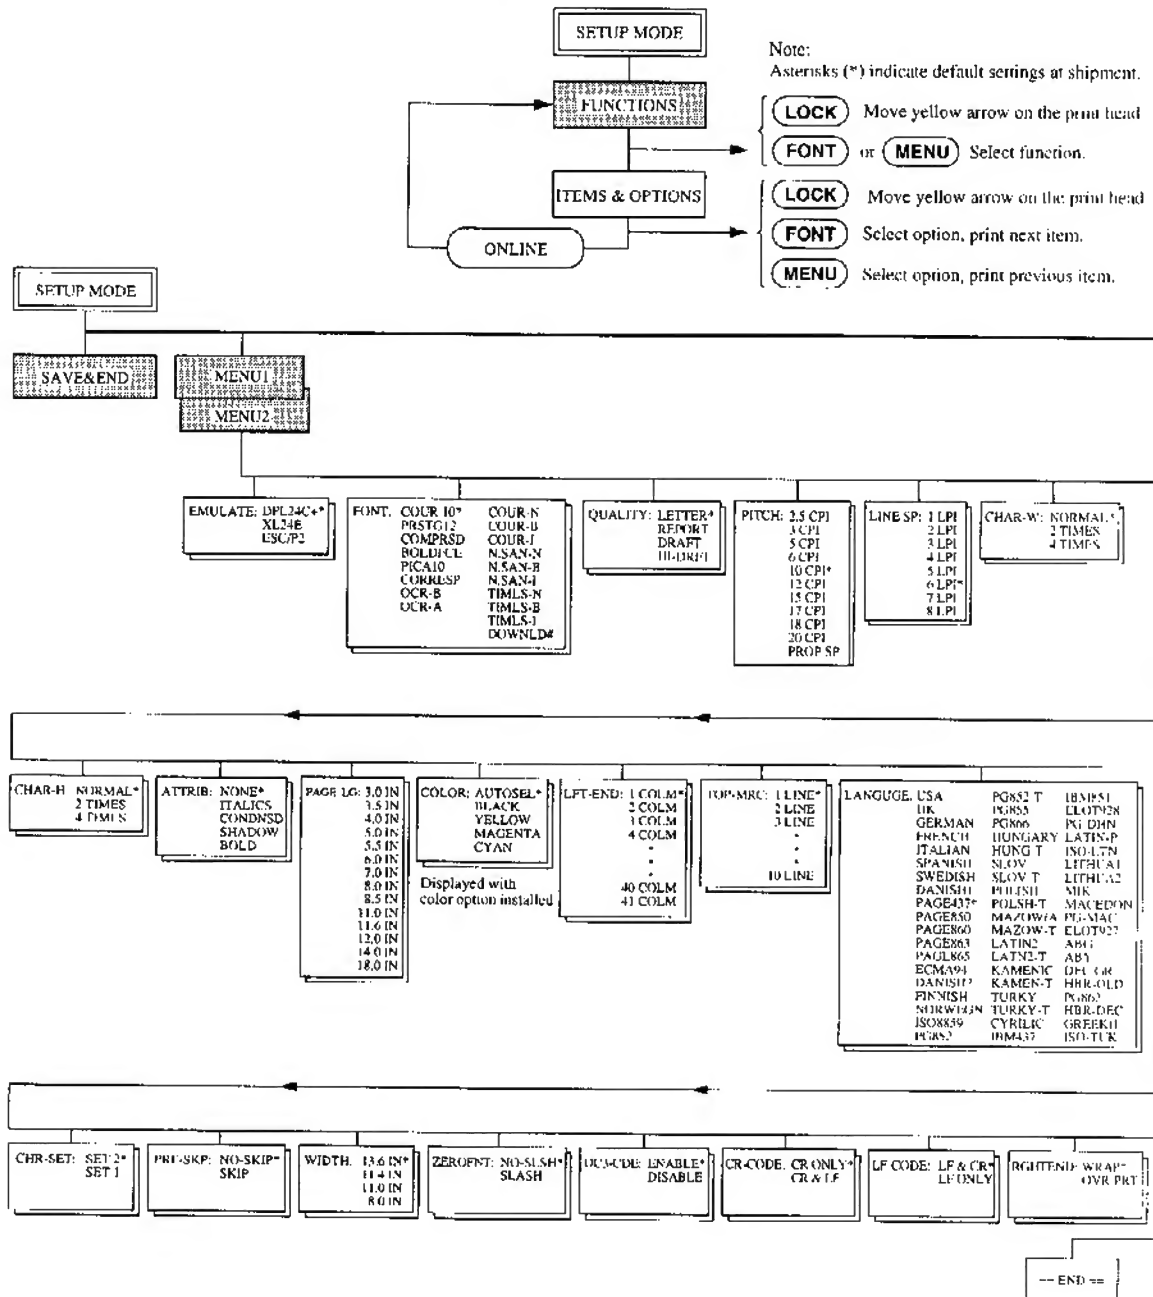 SETUP MODE
FUNCTIONS
ITEMS & OPTIONS
ONLINE
Note:
Asterisks (*) indicate default settings at shipment.
LOCK Move yellow arrow on the print head
FONT or MENU Select function.
LOCK Move yellow arrow on the print head
FONT Select option, print next item.
MENU Select option, print previous item.
SETUP MODE
SAVE&END
MENU1
MENU2
EMULATE: DPL24C+*
XL24E
ESC/P2
FONT. COUR 10* COUR-N
PRSTG12 COUR-B
COMPRSD COUR-I
BOLDFCE N.SAN-N
PICA10 N.SAN-B
CORRESP N.SAN-I
OCR-B TIMLS-N
OCR-A TIMLS-B
TIMLS-I
DOWNLD#
QUALITY: LETTER*
REPORT
DRAFT
HI-DRFT
PITCH: 2.5 CPI
3 CPI
5 CPI
6 CPI
10 CPI*
12 CPI
15 CPI
17 CPI
18 CPI
20 CPI
PROP SP
LINE SP: 1 LPI
2 LPI
3 LPI
4 LPI
5 LPI
6 LPI*
7 LPI
8 LPI
CHAR-W: NORMAL*
2 TIMES
4 TIMES
CHAR-H NORMAL*
2 TIMES
4 TIMES
ATTRIB: NONE*
ITALICS
CONDNSD
SHADOW
BOLD
PAGE LG: 3.0 IN
3.5 IN
4.0 IN
5.0 IN
5.5 IN
6.0 IN
7.0 IN
8.0 IN
8.5 IN
11.0 IN
11.6 IN
12.0 IN
14.0 IN
18.0 IN
COLOR: AUTOSEL*
BLACK
YELLOW
MAGENTA
CYAN
Displayed with
color option installed
LFT-END: 1 COLM*
2 COLM
3 COLM
4 COLM
40 COLM
41 COLM
TOP-MRG: 1 LINE*
2 LINE
3 LINE
10 LINE
LANGUGE. USA PG852 T IBM851
UK PG855 ELOT928
GERMAN PG866 PG-DHN
FRENCH HUNGARY LATIN-P
ITALIAN HUNG T ISO-LTN
SPANISH SLOV LITHUA1
SWEDISH SLOV T LITHUA2
DANISH1 POLISH MIK
PAGE437* POLSH-T MACEDON
PAGE850 MAZOWIA PG-MAC
PAGE860 MAZOW-T ELOT927
PAGE863 LATIN2 ABG
PAGE865 LATN2-T ABY
ECMA94 KAMENIC DEC GR
DANISH2 KAMEN-T HBR-OLD
FINNISH TURKY PG862
NORWEGN TURKY-T HBR-DEC
ISO8859 CYRILIC GREEKII
PG852 IBM437 ISO-TUK
CHR-SET: SET 2*
SET 1
PRF-SKP: NO-SKIP*
SKIP
WIDTH. 13.6 IN*
11.4 IN
11.0 IN
8.0 IN
ZEROFNT: NO-SLSH*
SLASH
DC3-CDE: ENABLE*
DISABLE
CR-CODE: CR ONLY*
CR & LF
LF CODE: LF & CR*
LF ONLY
RGHTEND: WRAP*
OVR PRT
== END ==